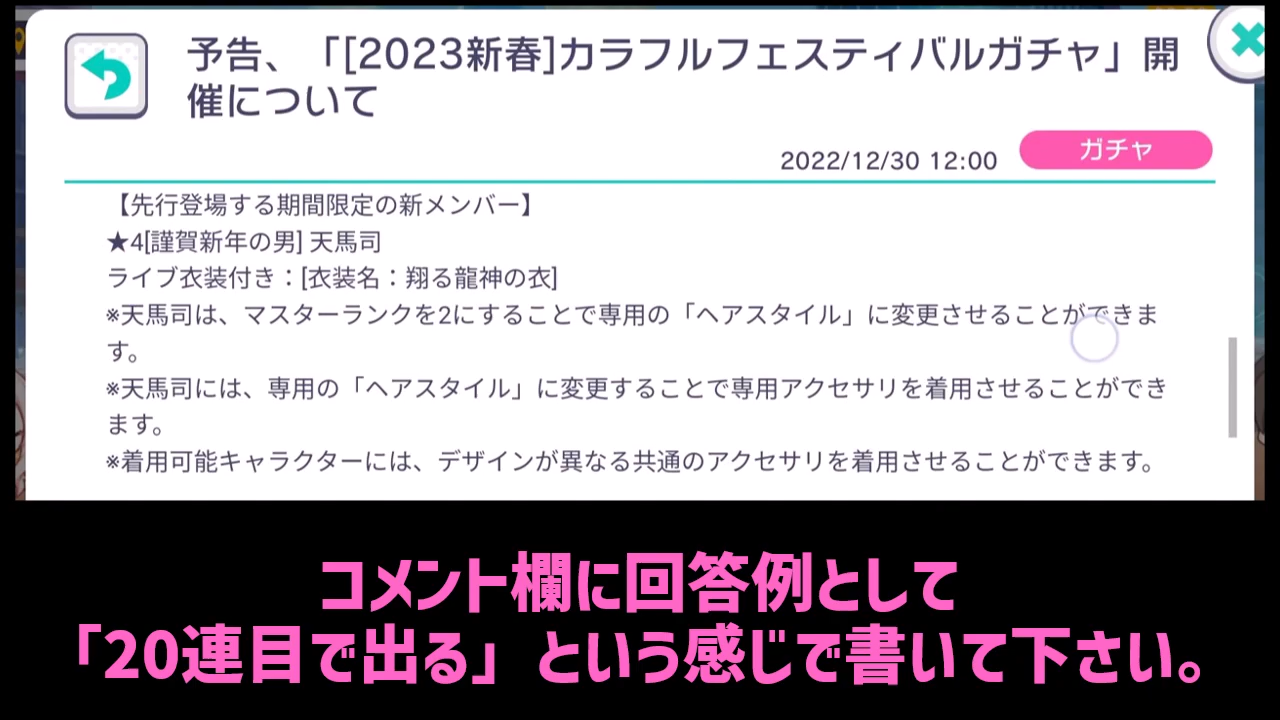 予告、「[2023新春]カラフルフェスティバルガチャ」開
催について
2022/12/30 12:00
ガチャ
【先行登場する期間限定の新メンバー】
★4[謹賀新年の男] 天馬司
ライブ衣装付き：[衣装名：翔る龍神の衣]
※天馬司は、マスターランクを2にすることで専用の「ヘアスタイル」に変更させることができま
す。
※天馬司には、専用の「ヘアスタイル」に変更することで専用アクセサリを着用させることができ
ます。
※着用可能キャラクターには、デザインが異なる共通のアクセサリを着用させることができます。
コメント欄に回答例として
「20連目で出る」という感じで書いて下さい。